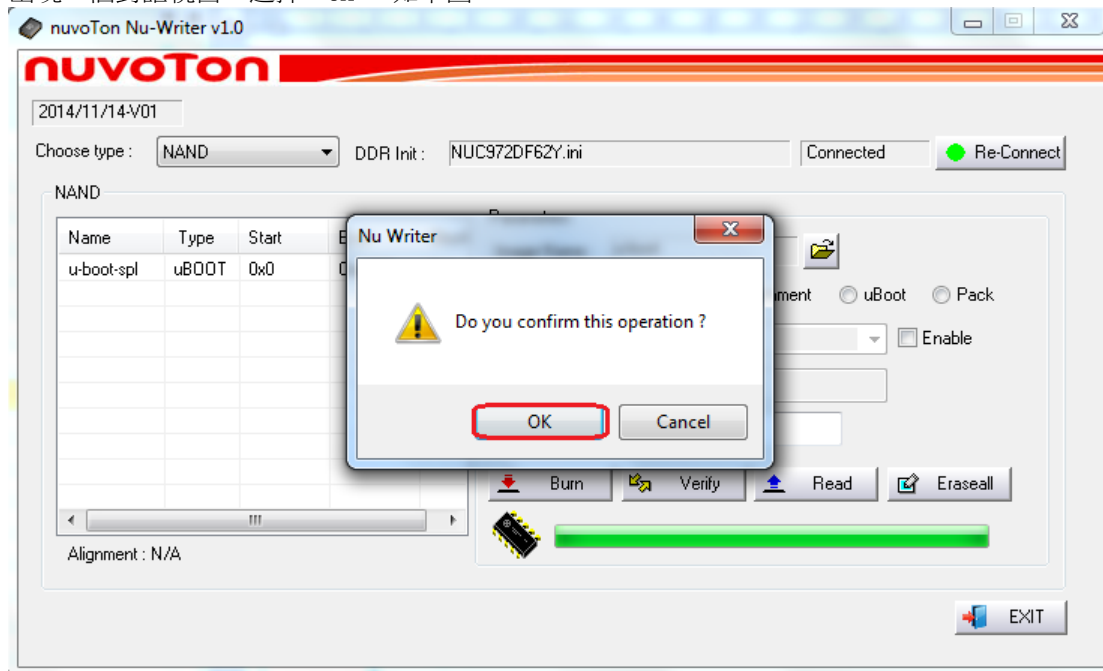 nuvoTon Nu-Writer v1.0
nuvoTon
2014/11/14-V01
Choose type : NAND DDR Init : NUC972DF62Y.ini Connected Re-Connect
NAND
Name Type Start
u-boot-spl uBOOT 0x0
Nu Writer
Do you confirm this operation ?
OK Cancel
uBoot Pack
Enable
Burn Verify Read Eraseall
Alignment : N/A
EXIT